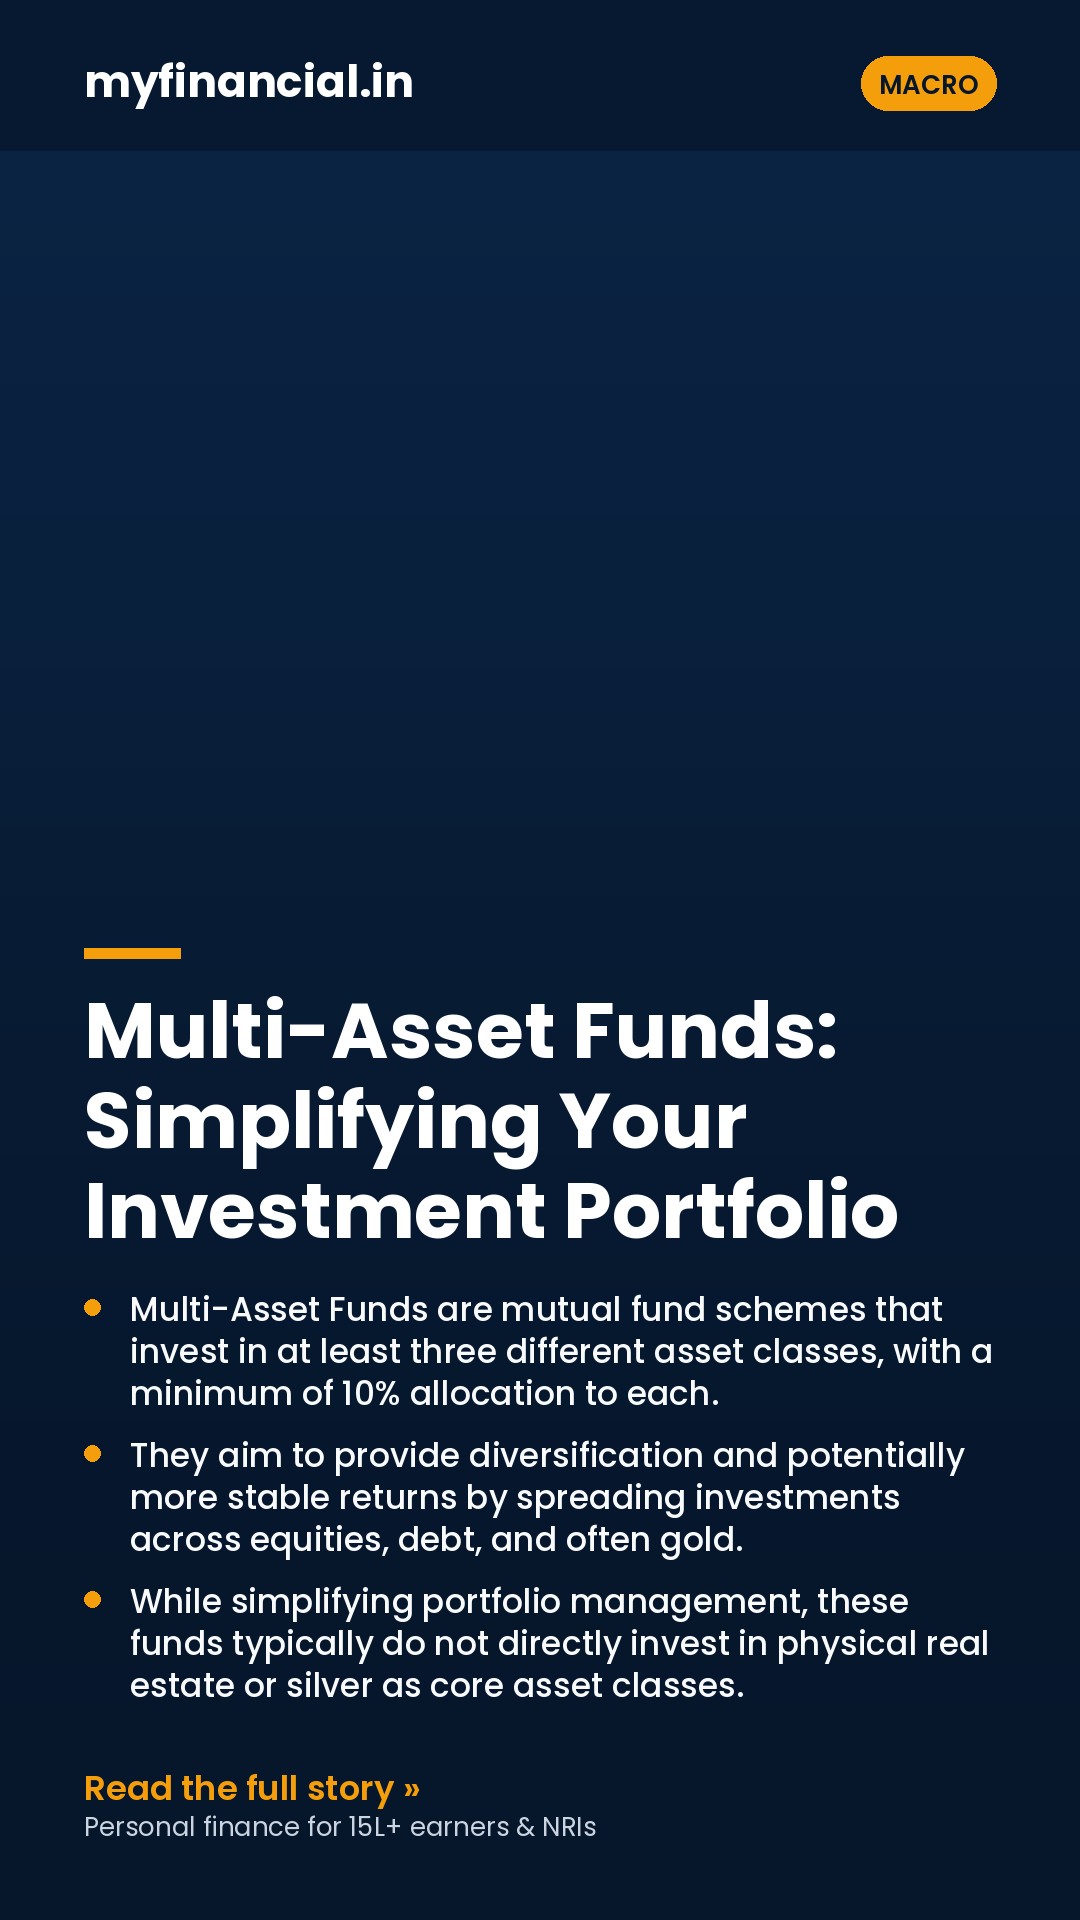 myfinancial.in
MACRO
Multi-Asset Funds:
Simplifying Your
Investment Portfolio
Multi-Asset Funds are mutual fund schemes that
invest in at least three different asset classes, with a
minimum of 10% allocation to each.
They aim to provide diversification and potentially
more stable returns by spreading investments
across equities, debt, and often gold.
While simplifying portfolio management, these
funds typically do not directly invest in physical real
estate or silver as core asset classes.
Read the full story »
Personal finance for 15L+ earners & NRIs